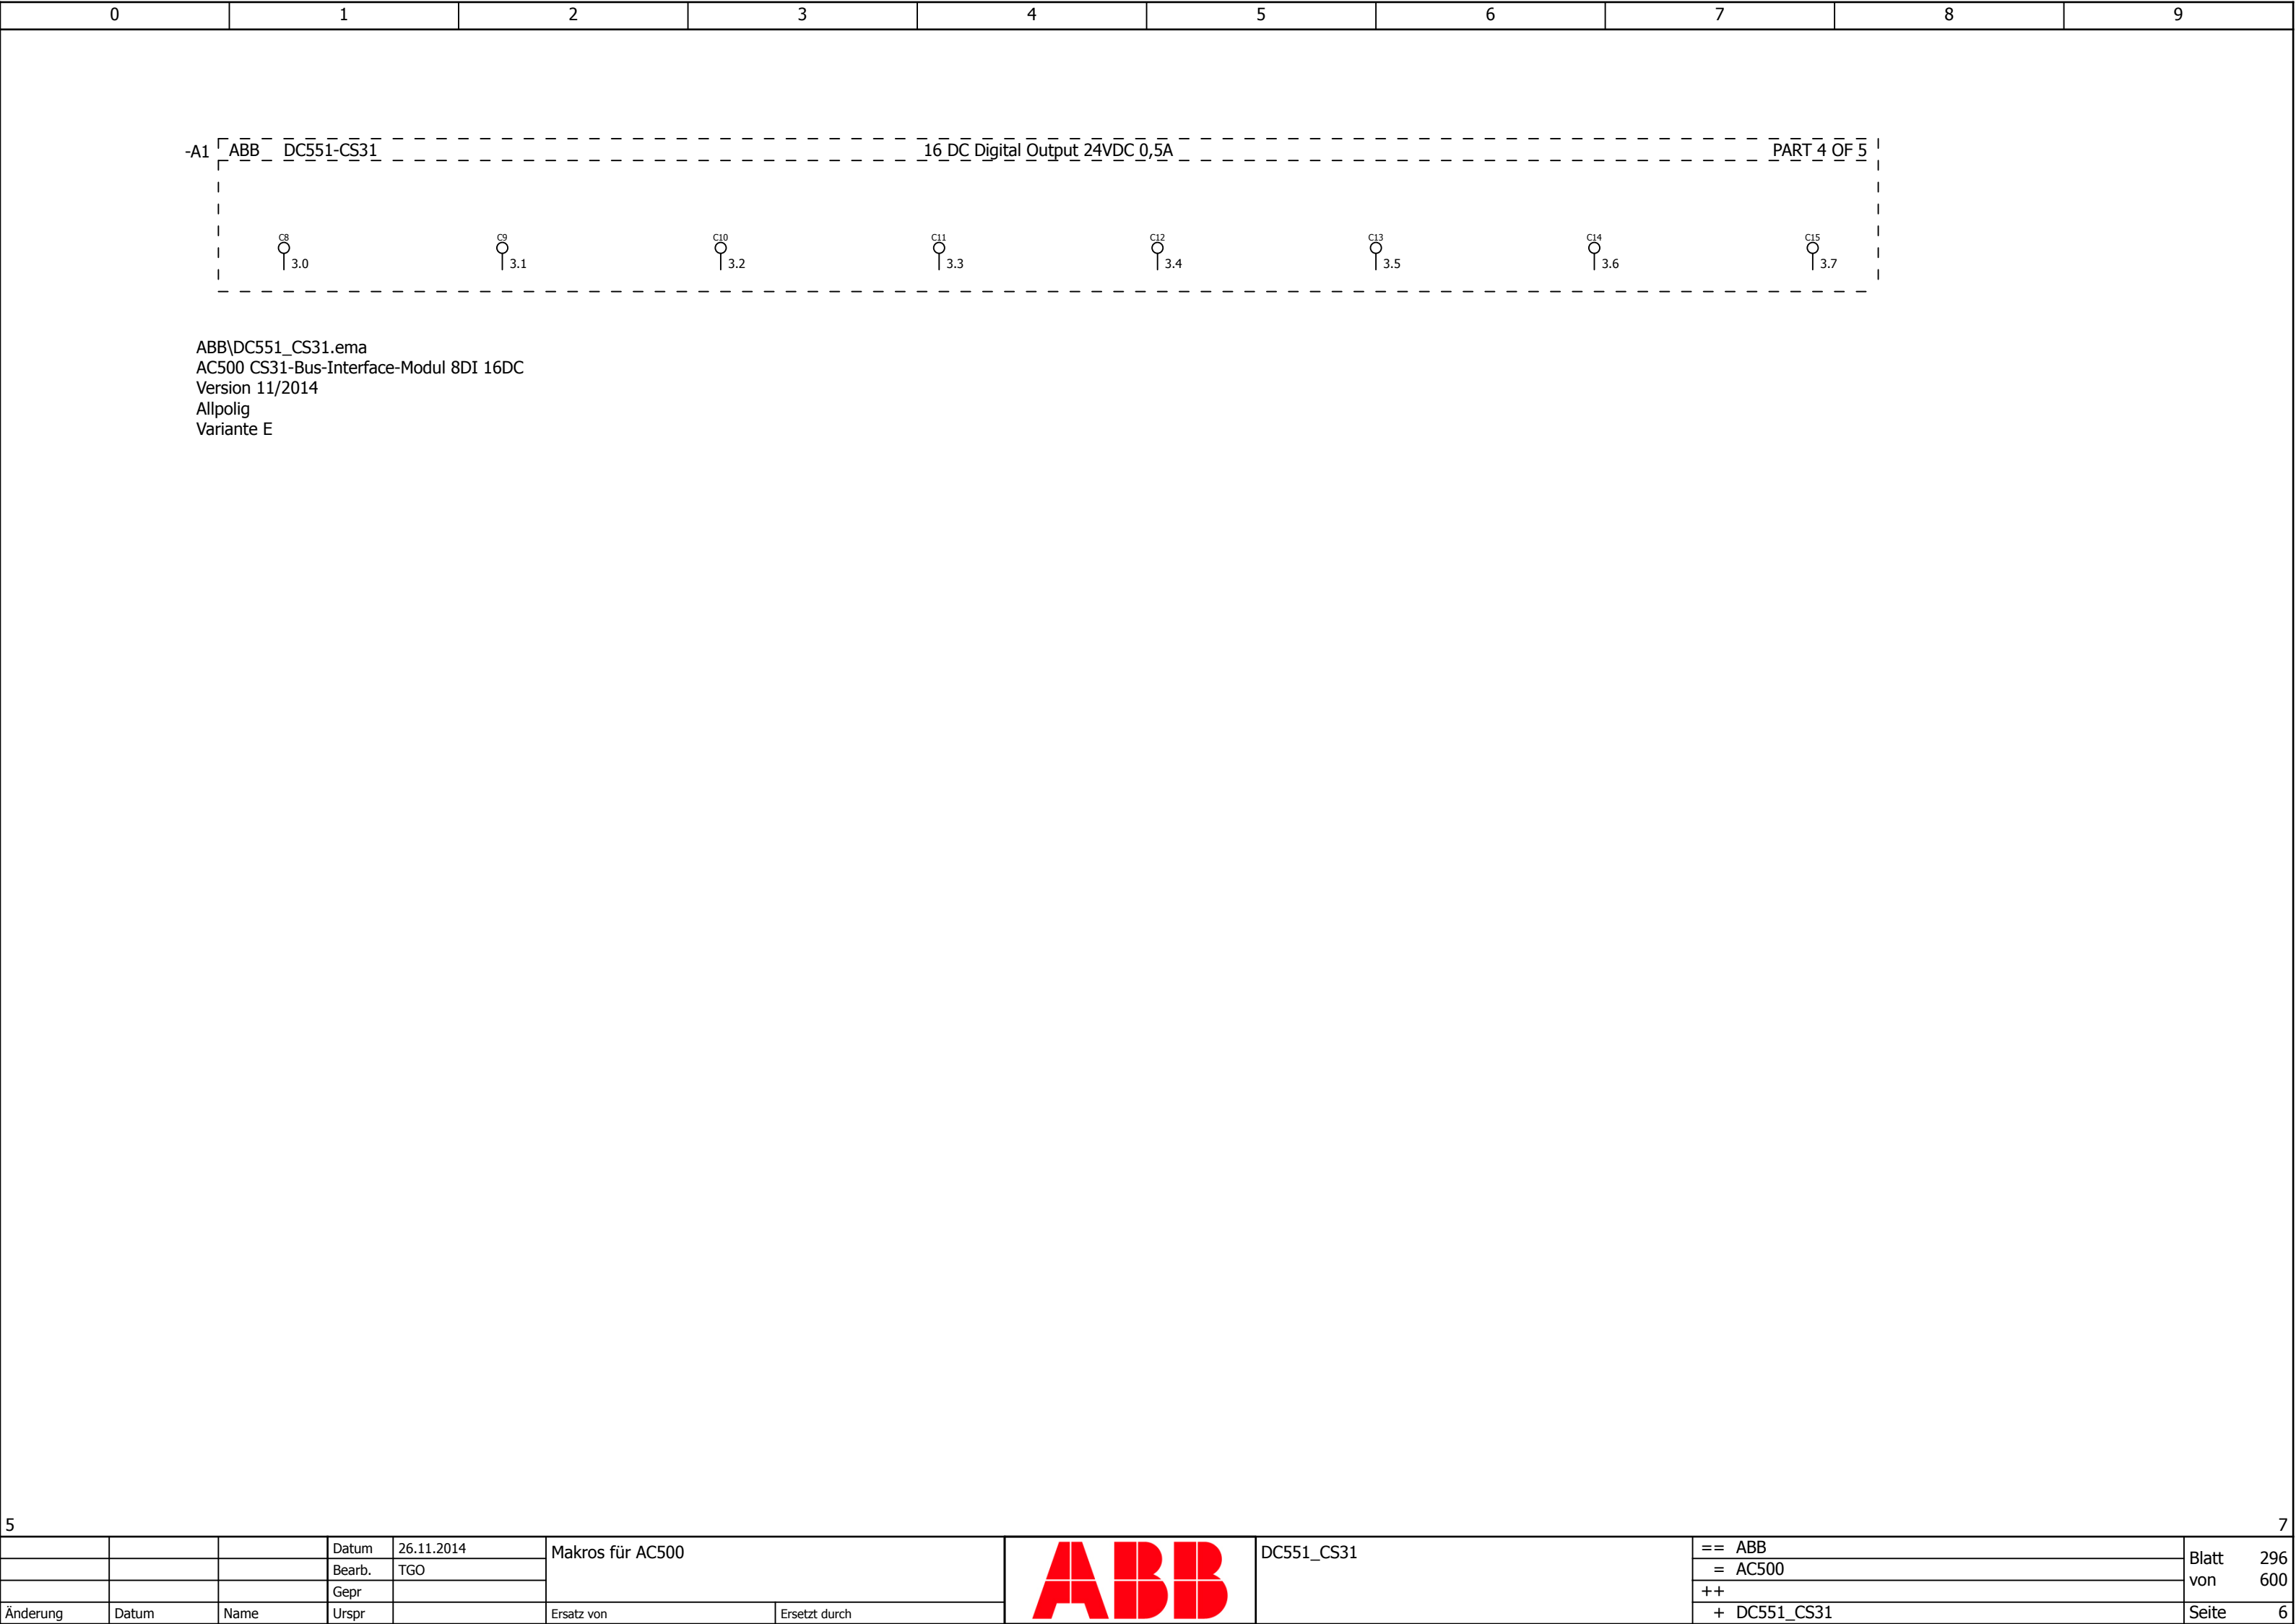 0 1 2 3 4 5 6 7 8 9
-A1 ABB DC551-CS31 16 DC Digital Output 24VDC 0,5A PART 4 OF 5
C8 C9 C10 C11 C12 C13 C14 C15
3.0 3.1 3.2 3.3 3.4 3.5 3.6 3.7
ABB\DC551_CS31.ema
AC500 CS31-Bus-Interface-Modul 8DI 16DC
Version 11/2014
Allpolig
Variante E
5 7
Datum 26.11.2014 Makros für AC500 ABB DC551_CS31 == ABB Blatt 296
Bearb. TGO = AC500 von 600
Gepr ++
Änderung Datum Name Urspr Ersatz von Ersetzt durch + DC551_CS31 Seite 6